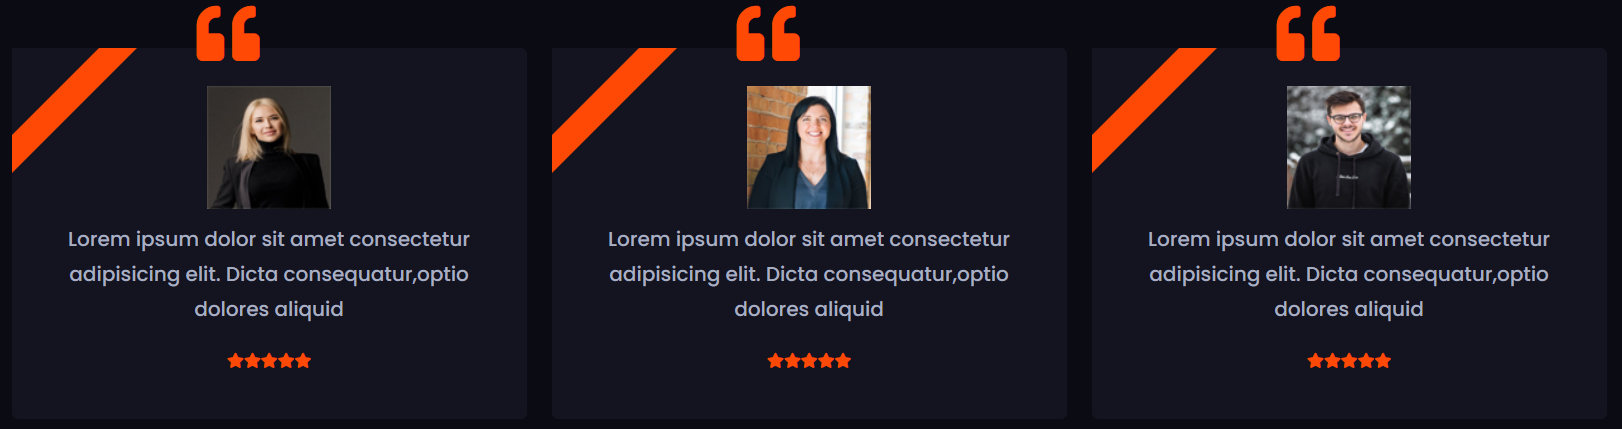 Lorem ipsum dolor sit amet consectetur
adipisicing elit. Dicta consequatur,optio
dolores aliquid
Lorem ipsum dolor sit amet consectetur
adipisicing elit. Dicta consequatur,optio
dolores aliquid
Lorem ipsum dolor sit amet consectetur
adipisicing elit. Dicta consequatur,optio
dolores aliquid